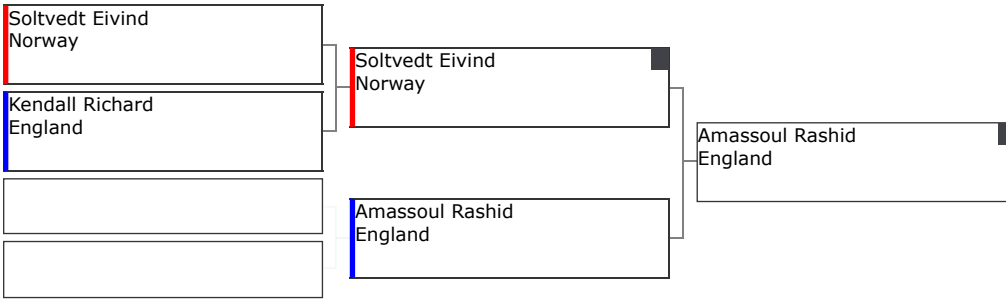 Soltvedt Eivind
Norway
Kendall Richard
England
Soltvedt Eivind
Norway
Amassoul Rashid
England
Amassoul Rashid
England